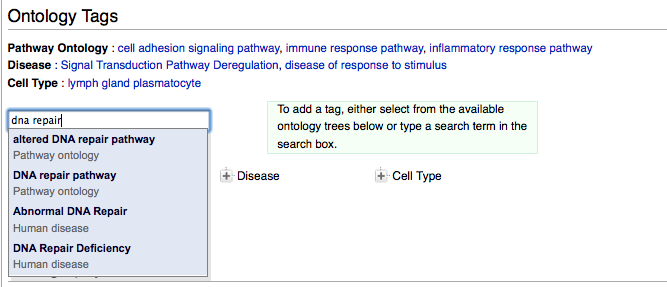 Ontology Tags
Pathway Ontology : cell adhesion signaling pathway, immune response pathway, inflammatory response pathway
Disease : Signal Transduction Pathway Deregulation, disease of response to stimulus
Cell Type : lymph gland plasmatocyte
dna repair
To add a tag, either select from the available
ontology trees below or type a search term in the
search box.
altered DNA repair pathway
Pathway ontology
DNA repair pathway
Pathway ontology
Disease
Cell Type
Abnormal DNA Repair
Human disease
DNA Repair Deficiency
Human disease